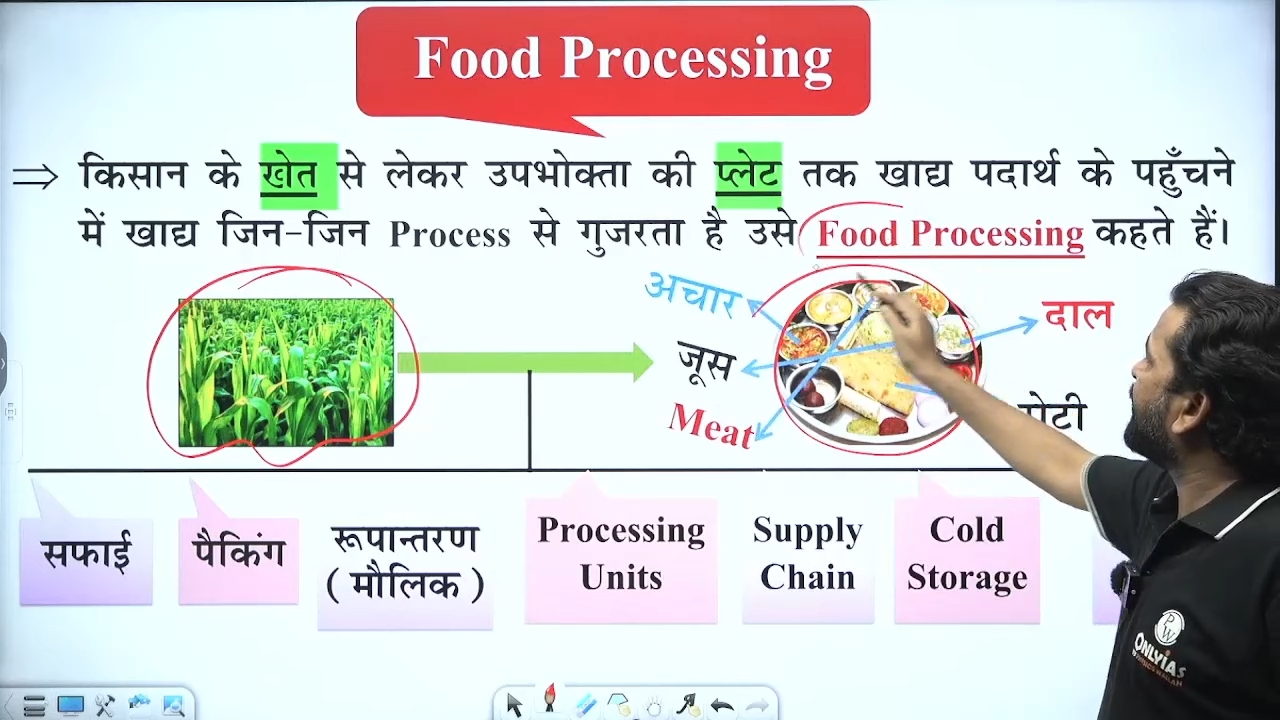 Food Processing
⇒ किसान के खेत से लेकर उपभोक्ता की प्लेट तक खाद्य पदार्थ के पहुँचने
में खाद्य जिन-जिन Process से गुजरता है उसे Food Processing कहते हैं।
अचार
दाल
जूस
Meat
सफाई
पैकिंग
रूपान्तरण
( मौलिक )
Processing
Units
Supply
Chain
Cold
Storage
PW
ONLYIAS